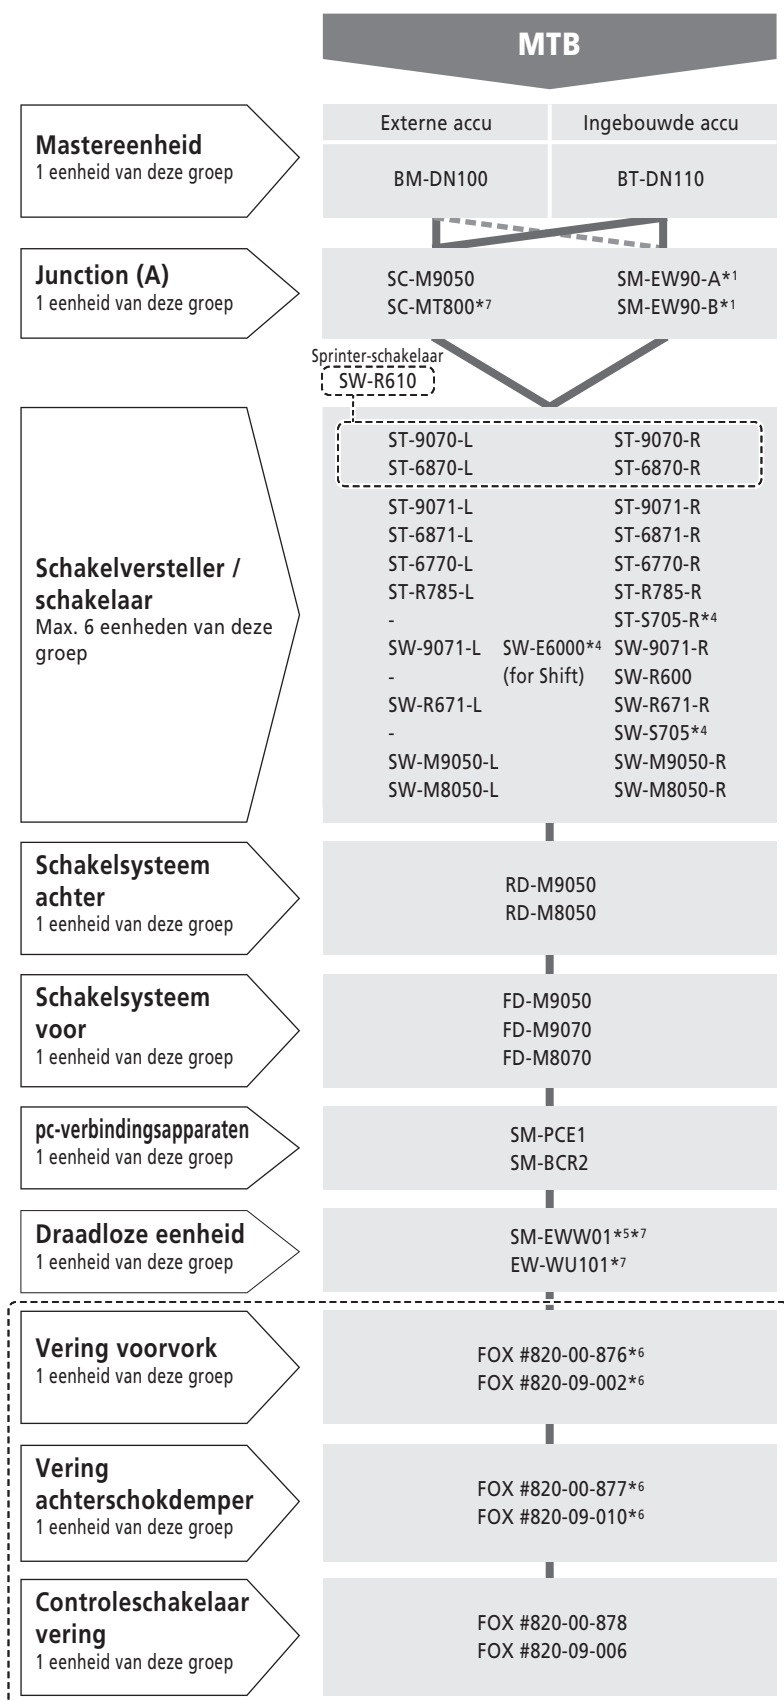 MTB
Mastereenheid
1 eenheid van deze groep
Externe accu
Ingebouwde accu
BM-DN100
BT-DN110
Junction (A)
1 eenheid van deze groep
SC-M9050
SM-EW90-A*1
SC-MT800*7
SM-EW90-B*1
Sprinter-schakelaar
SW-R610
Schakelversteller /
schakelaar
Max. 6 eenheden van deze
groep
ST-9070-L
ST-9070-R
ST-6870-L
ST-6870-R
ST-9071-L
ST-9071-R
ST-6871-L
ST-6871-R
ST-6770-L
ST-6770-R
ST-R785-L
ST-R785-R
-
ST-S705-R*4
SW-9071-L
SW-E6000*4
SW-9071-R
-
(for Shift)
SW-R600
SW-R671-L
SW-R671-R
-
SW-S705*4
SW-M9050-L
SW-M9050-R
SW-M8050-L
SW-M8050-R
Schakelsysteem
achter
1 eenheid van deze groep
RD-M9050
RD-M8050
Schakelsysteem
voor
1 eenheid van deze groep
FD-M9050
FD-M9070
FD-M8070
pc-verbindingsapparaten
1 eenheid van deze groep
SM-PCE1
SM-BCR2
Draadloze eenheid
1 eenheid van deze groep
SM-EWW01*5*7
EW-WU101*7
Vering voorvork
1 eenheid van deze groep
FOX #820-00-876*6
FOX #820-09-002*6
Vering
achterschokdemper
1 eenheid van deze groep
FOX #820-00-877*6
FOX #820-09-010*6
Controleschakelaar
vering
1 eenheid van deze groep
FOX #820-00-878
FOX #820-09-006